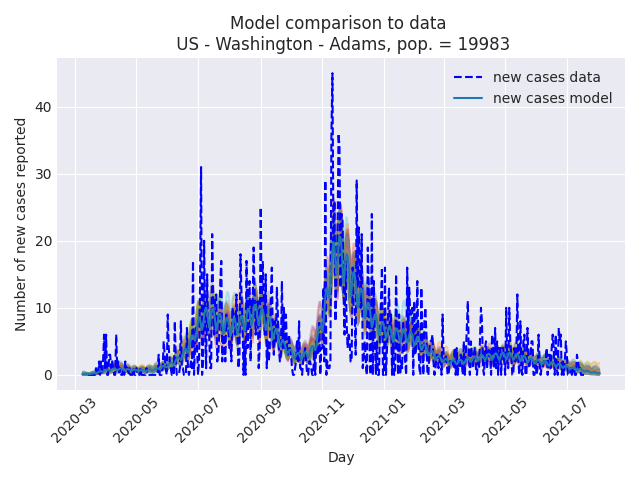 Model comparison to data
US - Washington - Adams, pop. = 19983
new cases data
new cases model
Number of new cases reported
40
30
20
10
0
2020-03
2020-05
2020-07
2020-09
2020-11
2021-01
2021-03
2021-05
2021-07
Day